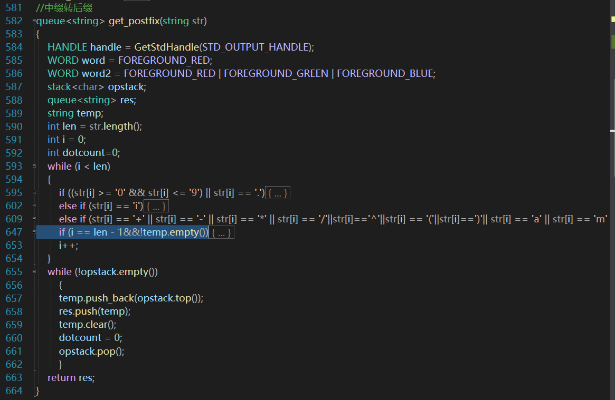 581 //中缀转后缀
582 queue<string> get_postfix(string str)
583 {
584 HANDLE handle = GetStdHandle(STD_OUTPUT_HANDLE);
585 WORD word = FOREGROUND_RED;
586 WORD word2 = FOREGROUND_RED | FOREGROUND_GREEN | FOREGROUND_BLUE;
587 stack<char> opstack;
588 queue<string> res;
589 string temp;
590 int len = str.length();
591 int i = 0;
592 int dotcount=0;
593 while (i < len)
594 {
595 if ((str[i] >= '0' && str[i] <= '9') || str[i] == '.'){ ... }
602 else if (str[i] == 'i'){ ... }
609 else if (str[i] == '+' || str[i] == '-' || str[i] == '*' || str[i] == '/'||str[i]=='^'||str[i] == '('||str[i]==')'|| str[i] == 'a' || str[i] == 'm'
647 if (i == len - 1&&!temp.empty()){ ... }
653 i++;
654 }
655 while (!opstack.empty())
656 {
657 temp.push_back(opstack.top());
658 res.push(temp);
659 temp.clear();
660 dotcount = 0;
661 opstack.pop();
662 }
663 return res;
664 }